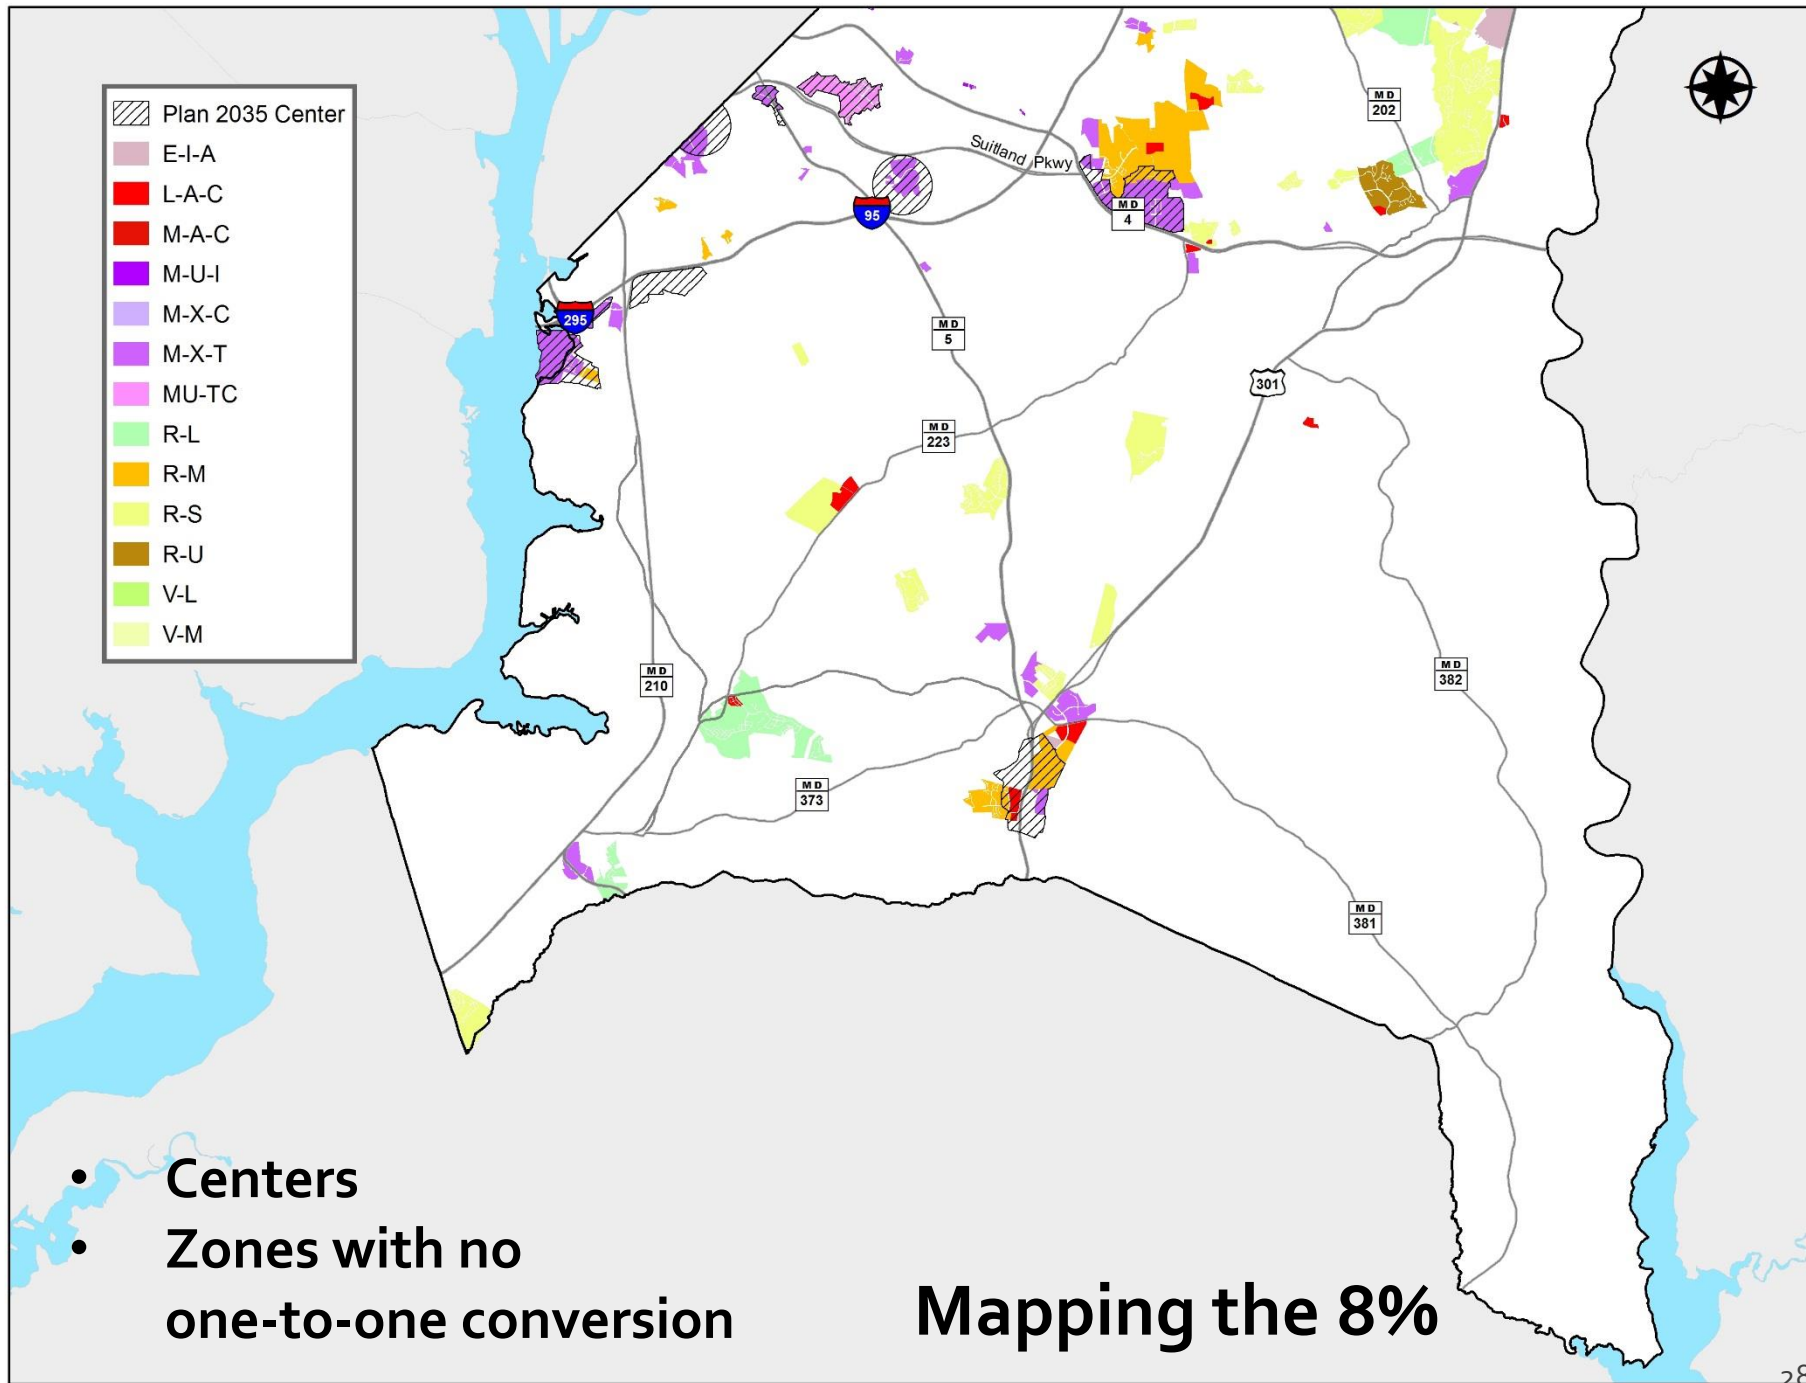 Plan 2035 Center
E-I-A
L-A-C
M-A-C
M-U-I
M-X-C
M-X-T
MU-TC
R-L
R-M
R-S
R-U
V-L
V-M
MD
202
Suitland Pkwy
95
MD
4
295
MD
5
301
MD
223
MD
210
MD
382
MD
373
MD
381
• Centers
• Zones with no
one-to-one conversion
Mapping the 8%
28